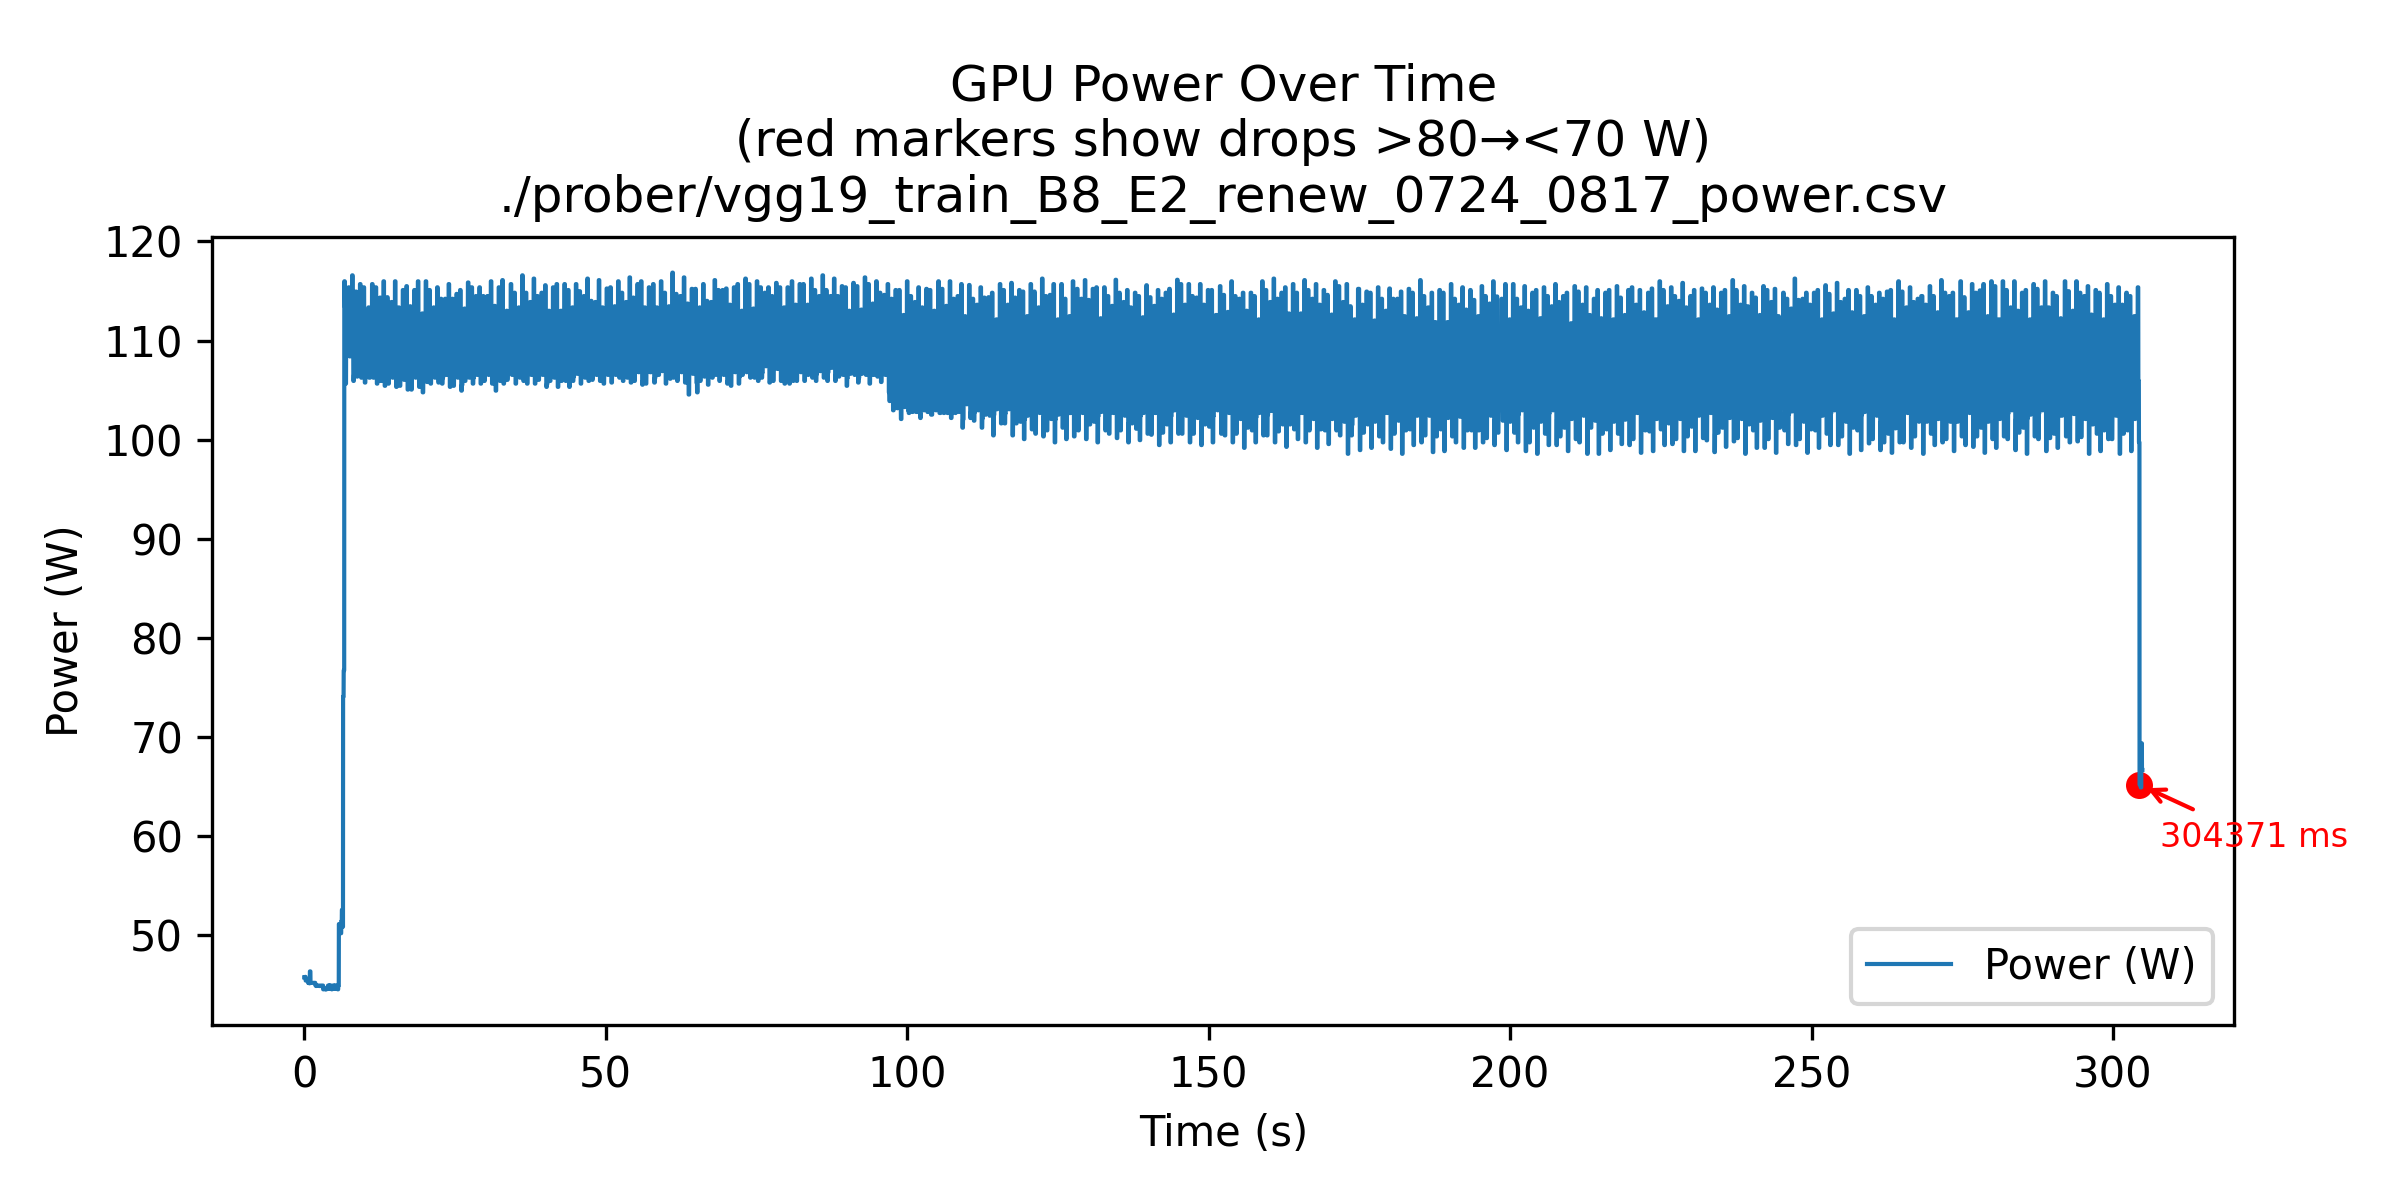 GPU Power Over Time
(red markers show drops >80→<70 W)
./prober/vgg19_train_B8_E2_renew_0724_0817_power.csv
120
110
100
90
80
70
60
50
Power (W)
304371 ms
Power (W)
0
50
100
150
200
250
300
Time (s)